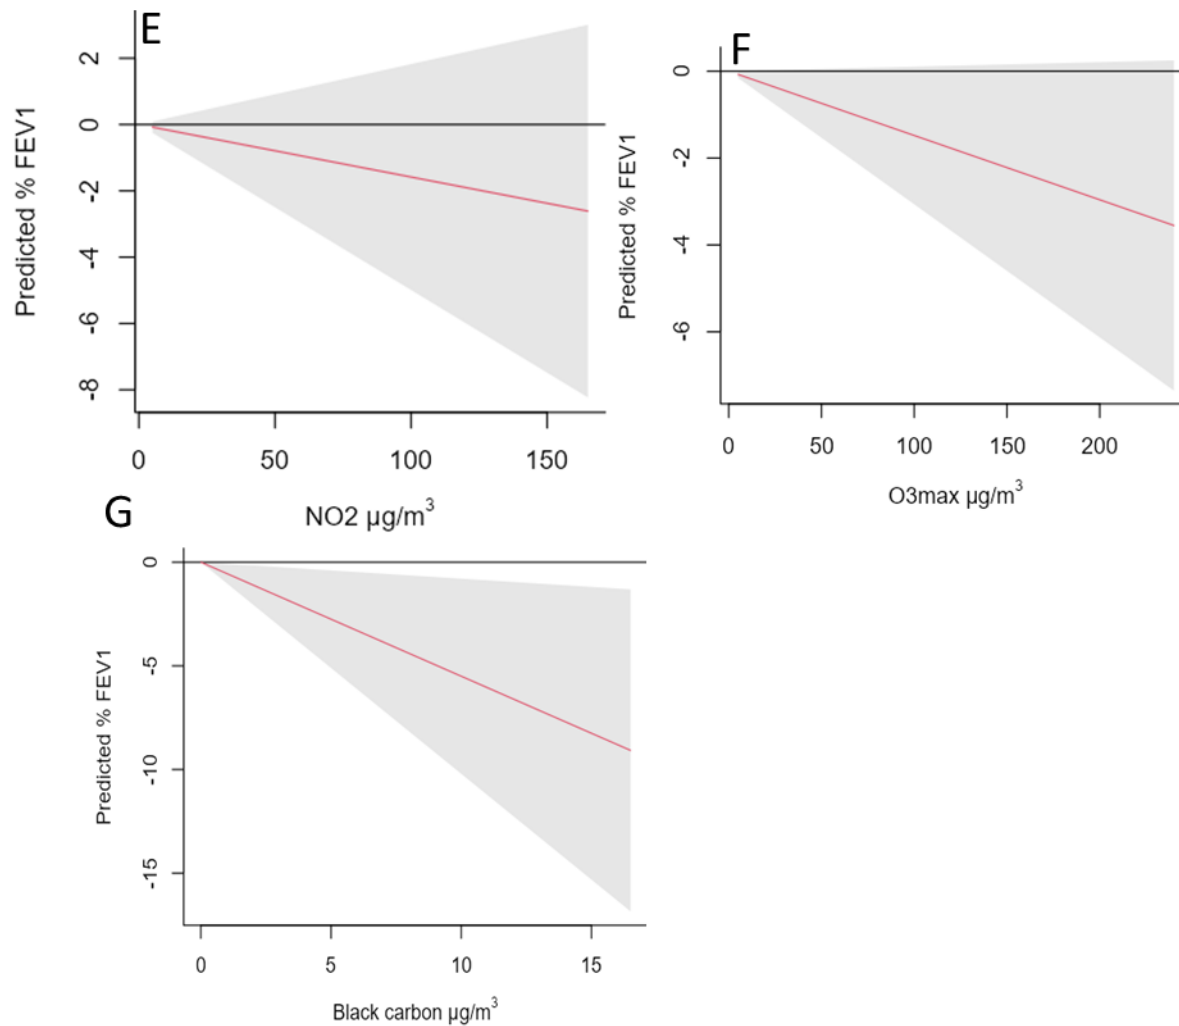 E
Predicted % FEV1
2
0
-2
-4
-6
-8
0 50 100 150
NO2 µg/m³
F
Predicted % FEV1
0
-2
-4
-6
0 50 100 150 200
O3max µg/m³
G
Predicted % FEV1
0
-5
-10
-15
0 5 10 15
Black carbon µg/m³